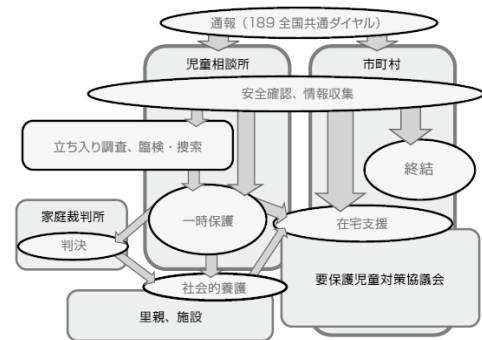 通報（189 全国共通ダイヤル）
児童相談所
市町村
安全確認、情報収集
立ち入り調査、臨検・捜索
終結
家庭裁判所
一時保護
在宅支援
判決
要保護児童対策協議会
社会的養護
里親、施設